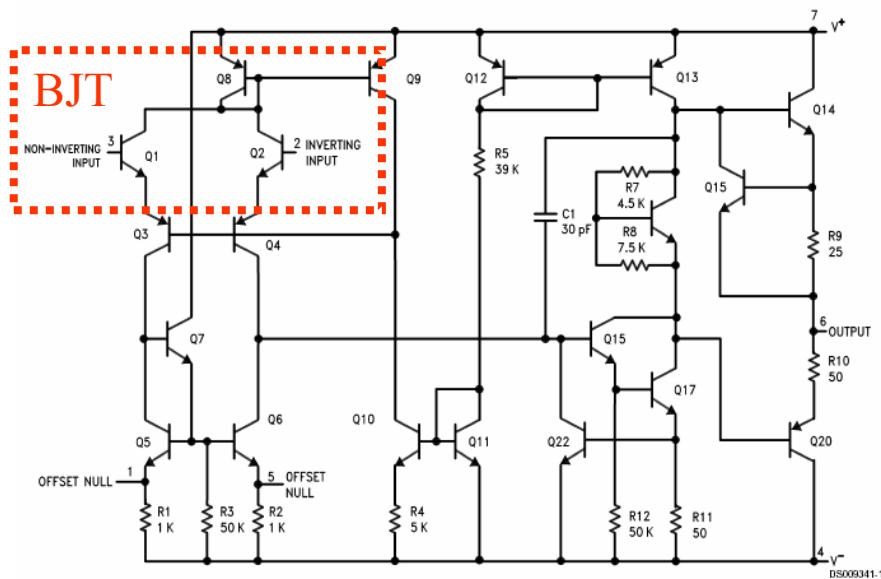 7
V+
Q8
Q9
Q12
Q13
BJT
Q14
3
NON-INVERTING
INPUT
Q1
Q2
2 INVERTING
INPUT
R5
39 K
R7
4.5 K
Q15
C1
30 pF
R8
7.5 K
Q3
Q4
R9
25
Q7
Q15
6
OUTPUT
R10
50
Q17
Q5
Q6
Q10
Q11
Q22
Q20
OFFSET NULL
1
5
OFFSET
NULL
R1
1 K
R3
50 K
R2
1 K
R4
5 K
R12
50 K
R11
50
4
V−
DS009341-1